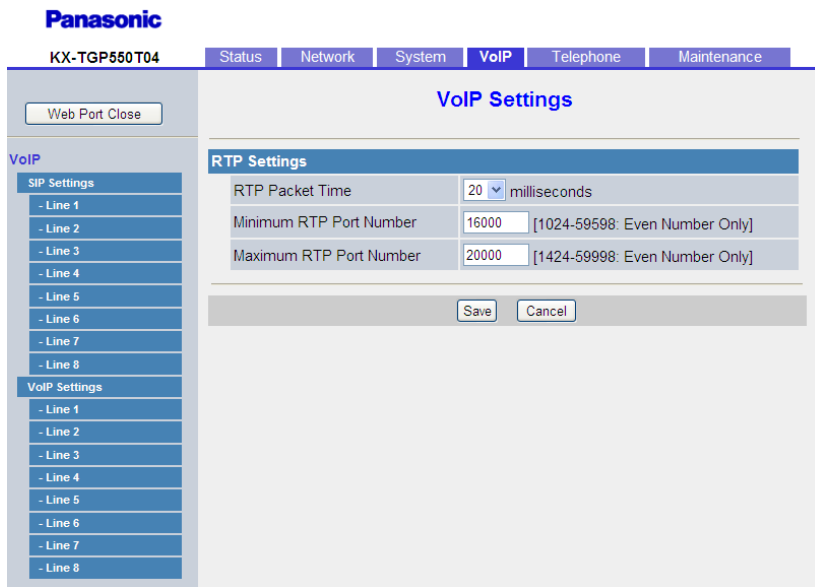 Panasonic
KX-TGP550T04
Status Network System VoIP Telephone Maintenance
Web Port Close
VoIP
SIP Settings
- Line 1
- Line 2
- Line 3
- Line 4
- Line 5
- Line 6
- Line 7
- Line 8
VoIP Settings
- Line 1
- Line 2
- Line 3
- Line 4
- Line 5
- Line 6
- Line 7
- Line 8
VoIP Settings
RTP Settings
RTP Packet Time 20 milliseconds
Minimum RTP Port Number 16000 [1024-59598: Even Number Only]
Maximum RTP Port Number 20000 [1424-59998: Even Number Only]
Save Cancel